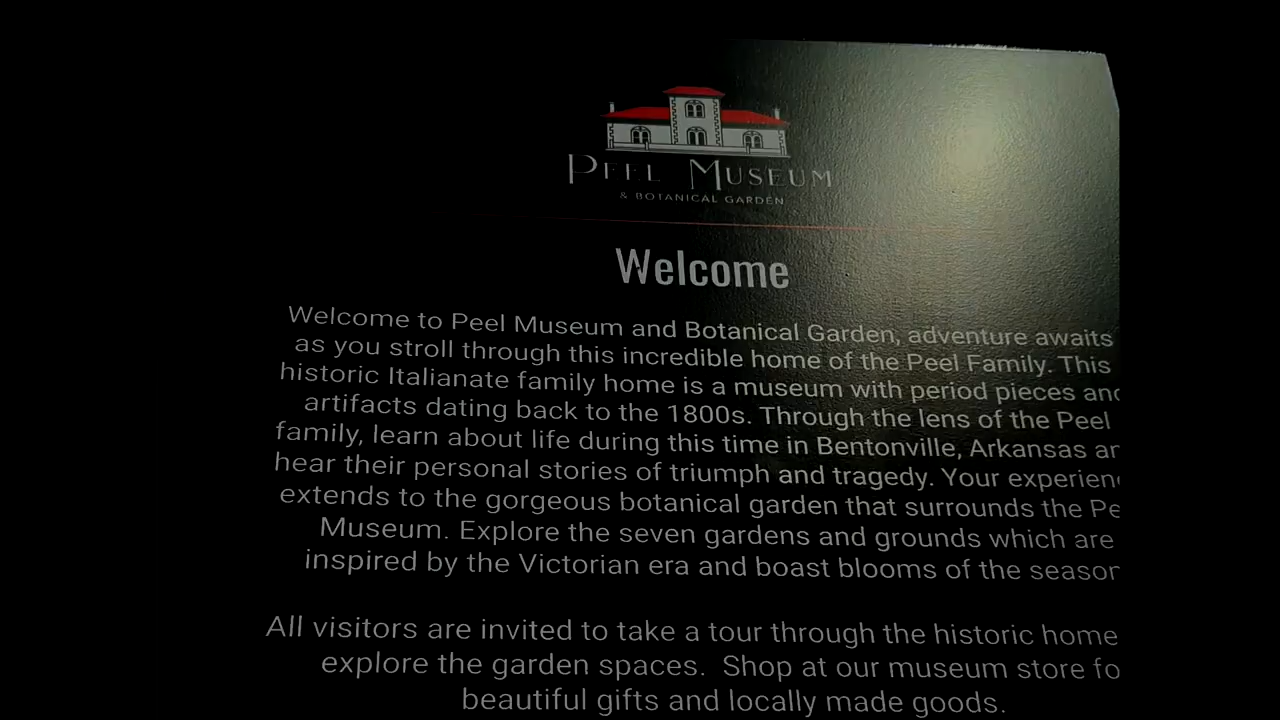 PEEL MUSEUM
& BOTANICAL GARDEN
Welcome
Welcome to Peel Museum and Botanical Garden, adventure awaits
as you stroll through this incredible home of the Peel Family. This
historic Italianate family home is a museum with period pieces and
artifacts dating back to the 1800s. Through the lens of the Peel
family, learn about life during this time in Bentonville, Arkansas
hear their personal stories of triumph and tragedy. Your
extends to the gorgeous botanical garden that surrounds the
Museum. Explore the seven gardens and grounds which are
inspired by the Victorian era and boast blooms of the season
All visitors are invited to take a tour through the historic home
explore the garden spaces. Shop at our museum store
beautiful gifts and locally made goods.